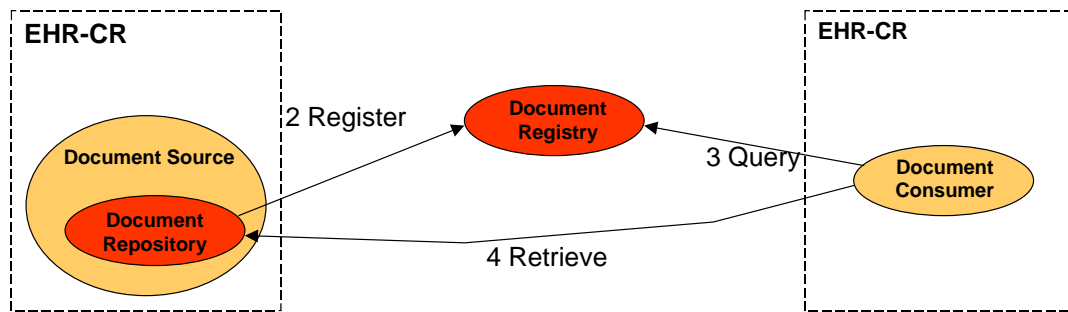 EHR-CR
EHR-CR
2 Register
Document
Registry
3 Query
Document Source
Document
Consumer
Document
Repository
4 Retrieve